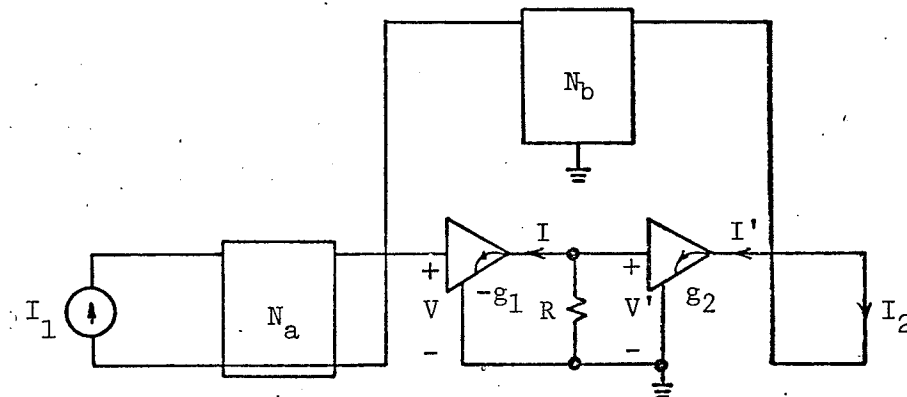 N_b
I
I'
+
-g_1
+
g_2
I_1
N_a
V
R
V'
I_2
-
-